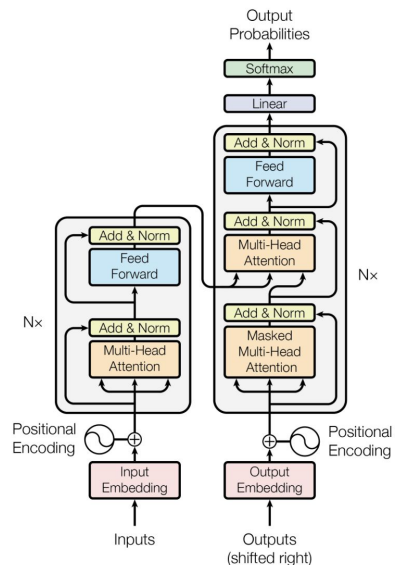 Output
Probabilities
Softmax
Linear
Add & Norm
Feed
Forward
Add & Norm
Multi-Head
Attention
Add & Norm
Masked
Multi-Head
Attention
Nx
Positional
Encoding
Output
Embedding
Outputs
(shifted right)
Add & Norm
Feed
Forward
Add & Norm
Multi-Head
Attention
Nx
Positional
Encoding
Input
Embedding
Inputs